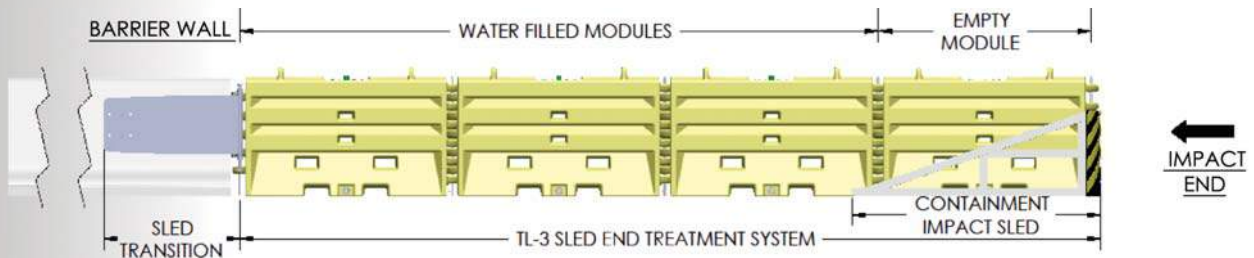 BARRIER WALL
WATER FILLED MODULES
EMPTY
MODULE
IMPACT
END
CONTAINMENT
IMPACT SLED
SLED
TRANSITION
TL-3 SLED END TREATMENT SYSTEM